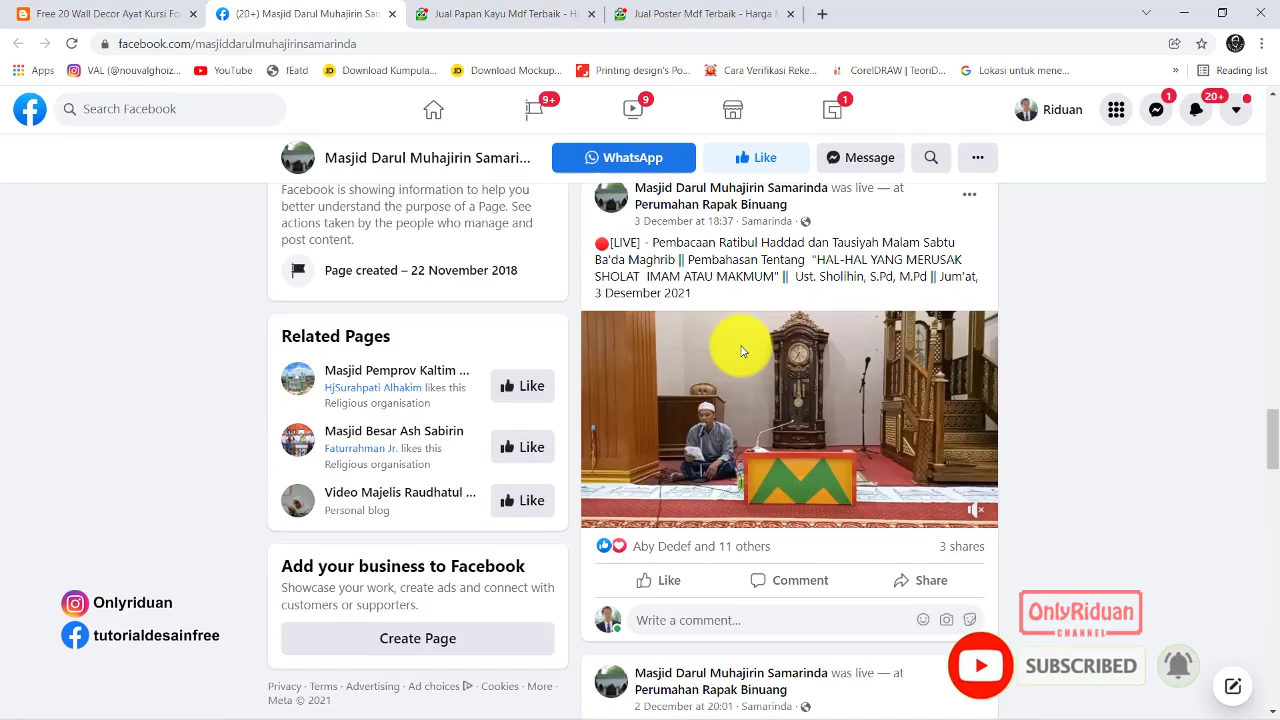 Free 20 Wall Decor Ayat Kursi Fo
(20+) Masjid Darul Muhajirin San
Jual Papan Kayu Mdf Terbaik - Ha
Jual Poster Mdf Terbaik - Harga M
facebook.com/masjiddarulmuhajirinsamarinda
Apps
VAL (@nouvalghoiz...
YouTube
fEatd
Download Kumpula...
Download Mockup...
Printing design's Po...
Cara Verifikasi Reke...
CorelDRAW | TeoriD...
Lokasi untuk mene...
»
Reading list
Search Facebook
9+
9
1
Riduan
1
20+
Masjid Darul Muhajirin Samari...
WhatsApp
Like
Message
Facebook is showing information to help you
better understand the purpose of a Page. See
actions taken by the people who manage and
post content.
Page created – 22 November 2018
Related Pages
Masjid Pemprov Kaltim ...
HjSurahpati Alhakim likes this
Religious organisation
Like
Masjid Besar Ash Sabirin
Faturrahman Jr. likes this
Religious organisation
Like
Video Majelis Raudhatul ...
Personal blog
Like
Add your business to Facebook
Showcase your work, create ads and connect with
customers or supporters.
Create Page
Privacy · Terms · Advertising · Ad choices · Cookies · More ·
Meta © 2021
Masjid Darul Muhajirin Samarinda was live — at
Perumahan Rapak Binuang
3 December at 18:37 · Samarinda ·
🔴[LIVE] - Pembacaan Ratibul Haddad dan Tausiyah Malam Sabtu
Ba'da Maghrib || Pembahasan Tentang "HAL-HAL YANG MERUSAK
SHOLAT IMAM ATAU MAKMUM" || Ust. Sholihin, S.Pd, M.Pd || Jum'at,
3 Desember 2021
Aby Dedef and 11 others
3 shares
Like
Comment
Share
Write a comment...
Masjid Darul Muhajirin Samarinda was live — at
Perumahan Rapak Binuang
2 December at 20:01 · Samarinda ·
Onlyriduan
tutorialdesainfree
OnlyRiduan
CHANNEL
SUBSCRIBED